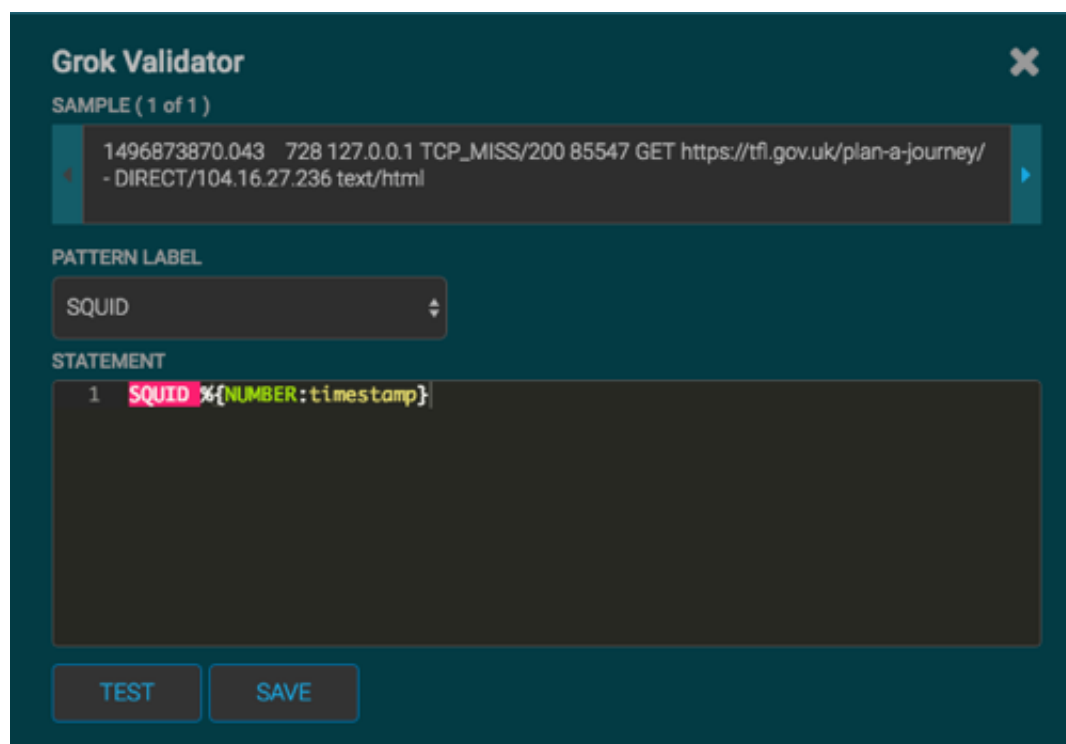 Grok Validator
SAMPLE ( 1 of 1 )
1496873870.043    728 127.0.0.1 TCP_MISS/200 85547 GET https://tfl.gov.uk/plan-a-journey/
- DIRECT/104.16.27.236 text/html
PATTERN LABEL
SQUID
STATEMENT
1 SQUID %{NUMBER:timestamp}
TEST SAVE